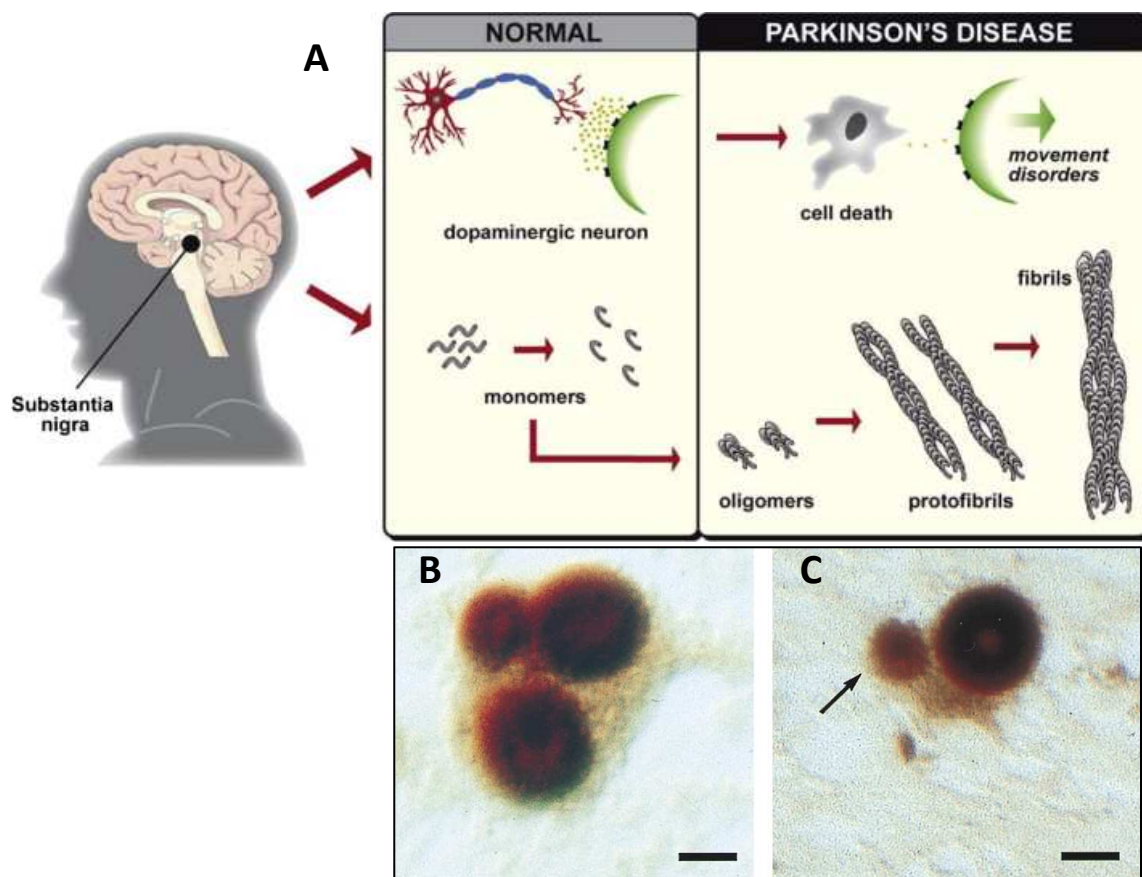 A
NORMAL
PARKINSON'S DISEASE
dopaminergic neuron
cell death
movement
disorders
Substantia
nigra
monomers
oligomers
protofibrils
fibrils
B
C